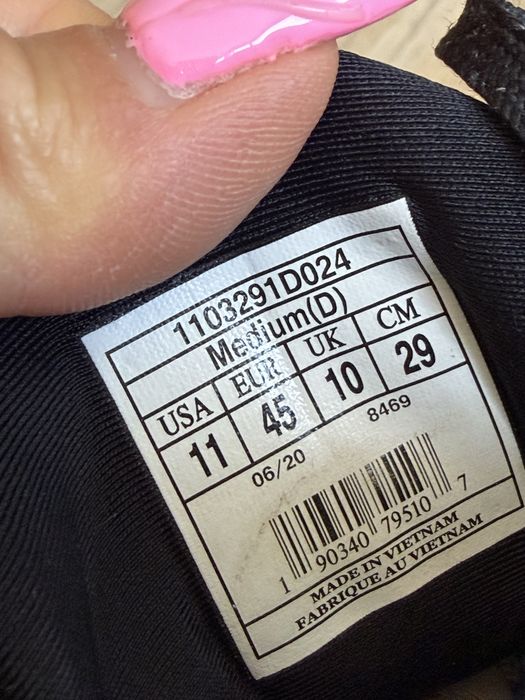 1103291D024
Medium(D)
USA EUR UK CM
11 45 10 29
06/20 8469
1 90340 79510 7
MADE IN VIETNAM
FABRIQUE AU VIETNAM